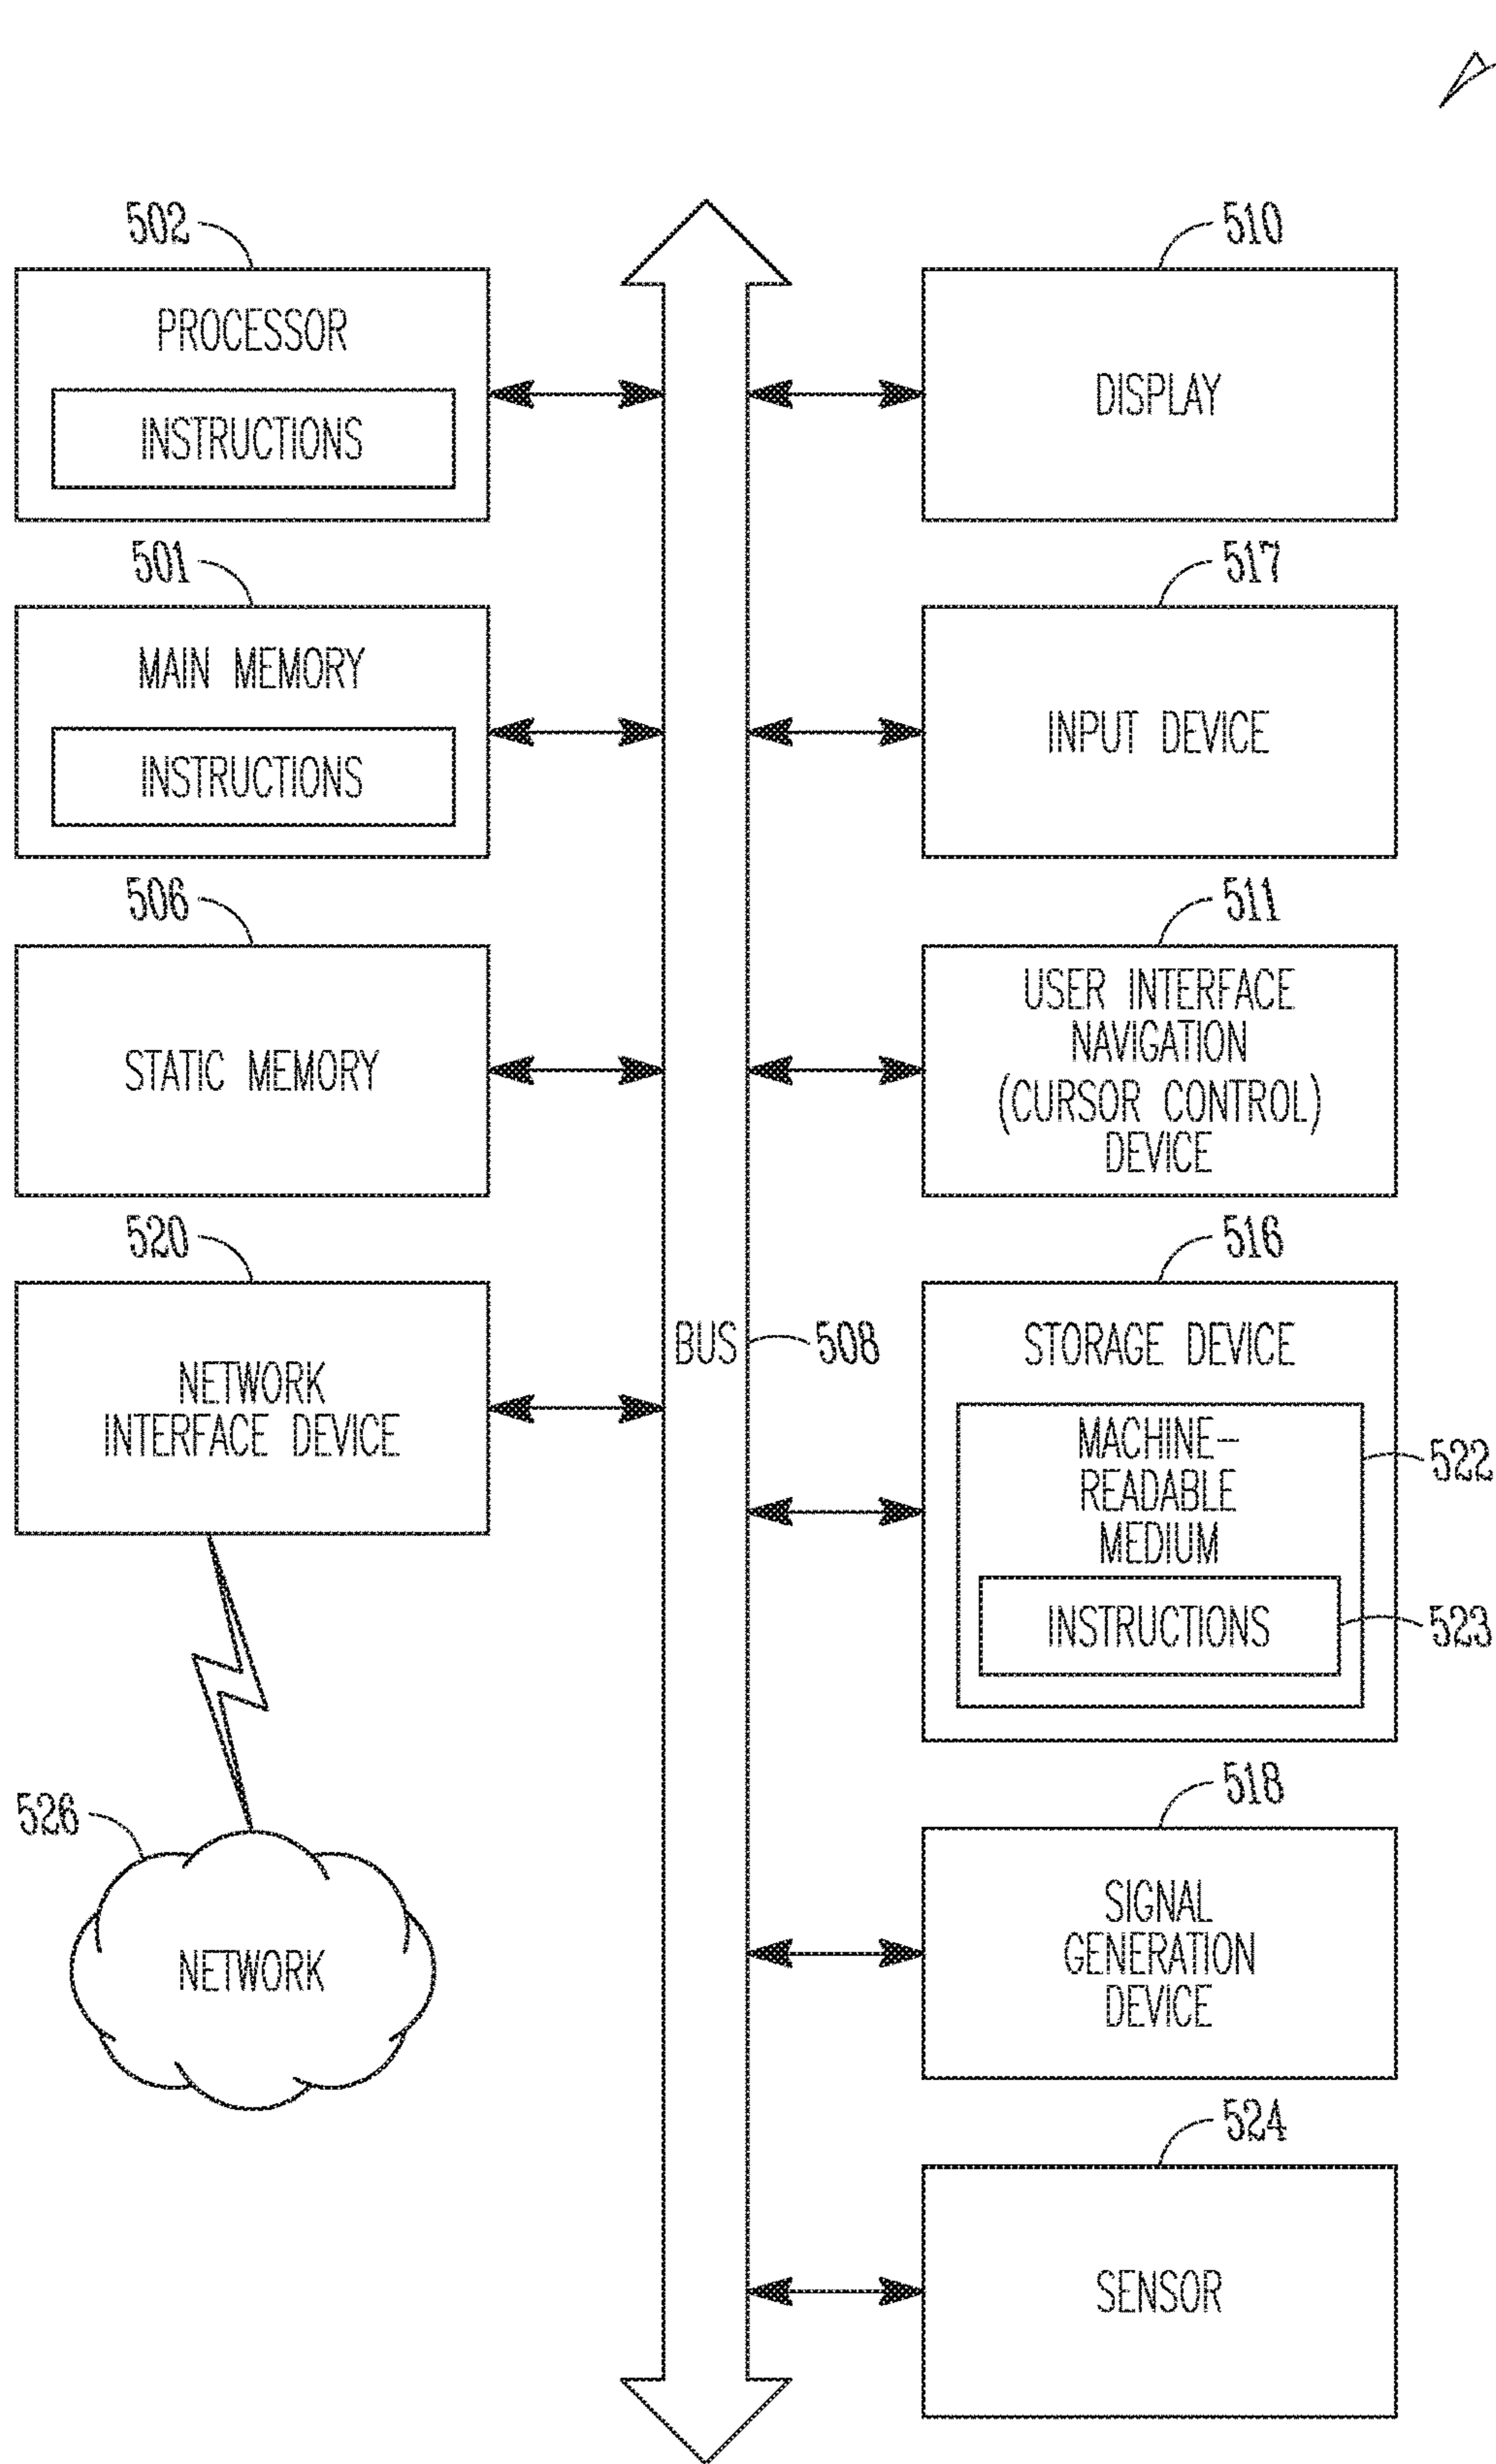 502
PROCESSOR
INSTRUCTIONS
501
MAIN MEMORY
INSTRUCTIONS
506
STATIC MEMORY
520
NETWORK
INTERFACE DEVICE
526
NETWORK
BUS
508
510
DISPLAY
517
INPUT DEVICE
511
USER INTERFACE
NAVIGATION
(CURSOR CONTROL)
DEVICE
516
STORAGE DEVICE
MACHINE-
READABLE
MEDIUM
522
INSTRUCTIONS
523
518
SIGNAL
GENERATION
DEVICE
524
SENSOR